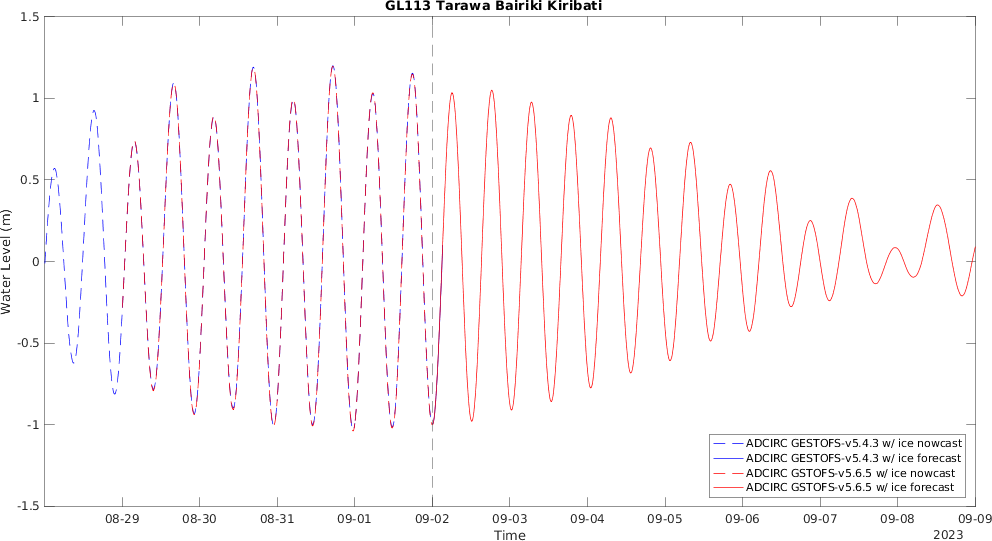 GL113 Tarawa Bairiki Kiribati
1.5
1
0.5
0
-0.5
-1
-1.5
Water Level (m)
ADCIRC GESTOFS-v5.4.3 w/ ice nowcast
ADCIRC GESTOFS-v5.4.3 w/ ice forecast
ADCIRC GSTOFS-v5.6.5 w/ ice nowcast
ADCIRC GSTOFS-v5.6.5 w/ ice forecast
08-29 08-30 08-31 09-01 09-02 09-03 09-04 09-05 09-06 09-07 09-08 09-09
Time
2023